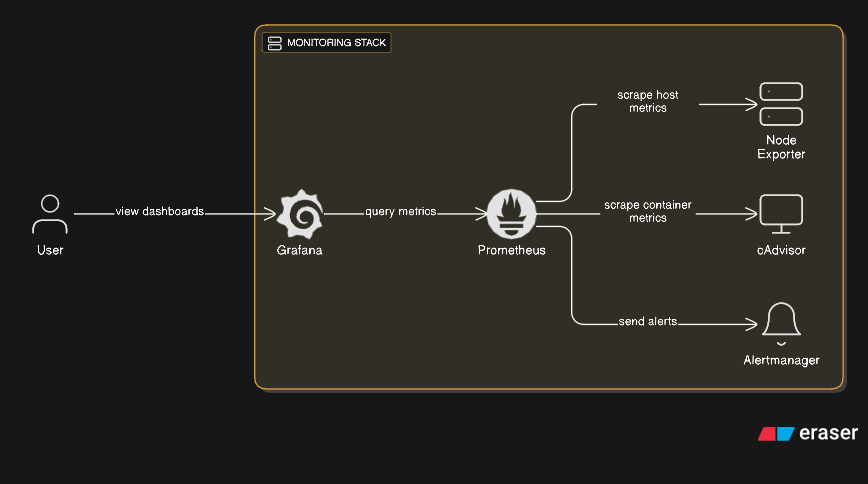 MONITORING STACK
scrape host
metrics
Node
Exporter
view dashboards
query metrics
scrape container
metrics
User
Grafana
Prometheus
cAdvisor
send alerts
Alertmanager
eraser